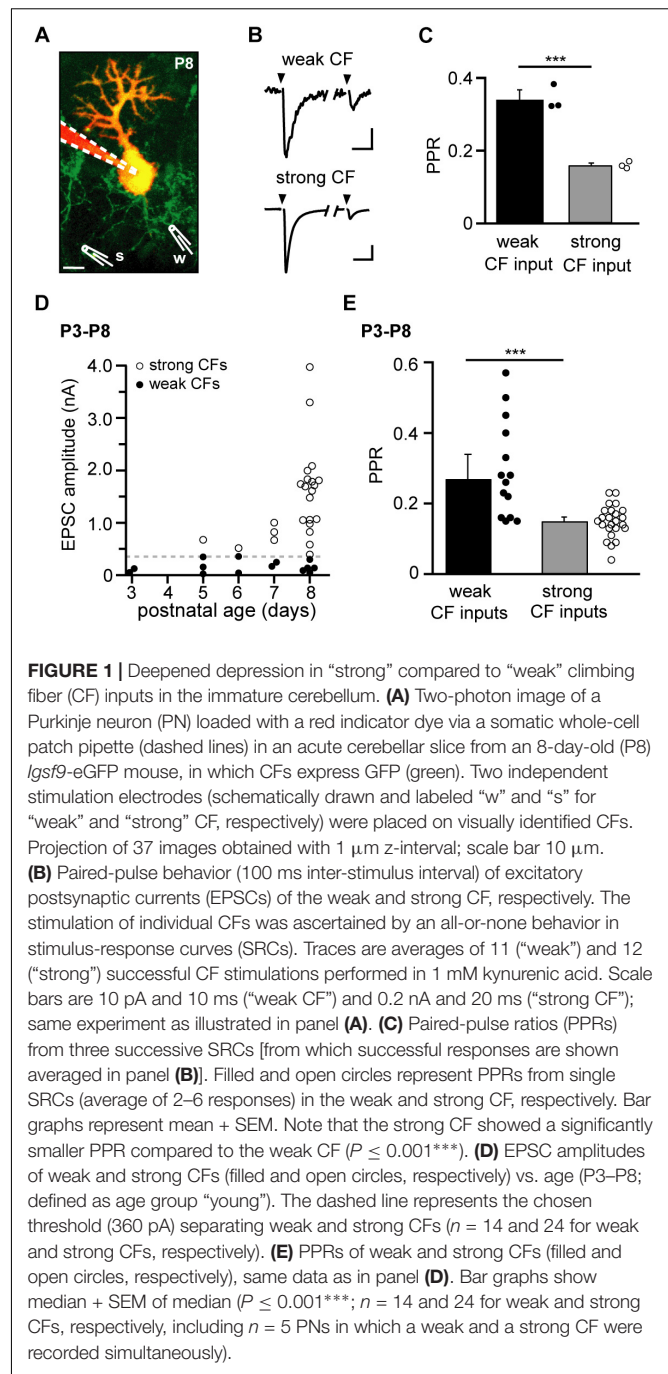 A
P8
s
w
B
weak CF
strong CF
C
***
0.4
0.2
0
PPR
weak
CF input
strong
CF input
D
P3-P8
4.0
3.0
2.0
1.0
0
EPSC amplitude (nA)
strong CFs
weak CFs
3 4 5 6 7 8
postnatal age (days)
E
P3-P8
***
0.6
0.4
0.2
0
PPR
weak
CF inputs
strong
CF inputs
FIGURE 1 | Deepened depression in “strong” compared to “weak” climbing
fiber (CF) inputs in the immature cerebellum. (A) Two-photon image of a
Purkinje neuron (PN) loaded with a red indicator dye via a somatic whole-cell
patch pipette (dashed lines) in an acute cerebellar slice from an 8-day-old (P8)
Igsf9-eGFP mouse, in which CFs express GFP (green). Two independent
stimulation electrodes (schematically drawn and labeled “w” and “s” for
“weak” and “strong” CF, respectively) were placed on visually identified CFs.
Projection of 37 images obtained with 1 μm z-interval; scale bar 10 μm.
(B) Paired-pulse behavior (100 ms inter-stimulus interval) of excitatory
postsynaptic currents (EPSCs) of the weak and strong CF, respectively. The
stimulation of individual CFs was ascertained by an all-or-none behavior in
stimulus-response curves (SRCs). Traces are averages of 11 (“weak”) and 12
(“strong”) successful CF stimulations performed in 1 mM kynurenic acid. Scale
bars are 10 pA and 10 ms (“weak CF”) and 0.2 nA and 20 ms (“strong CF”);
same experiment as illustrated in panel (A). (C) Paired-pulse ratios (PPRs)
from three successive SRCs [from which successful responses are shown
averaged in panel (B)]. Filled and open circles represent PPRs from single
SRCs (average of 2–6 responses) in the weak and strong CF, respectively. Bar
graphs represent mean + SEM. Note that the strong CF showed a significantly
smaller PPR compared to the weak CF (P ≤ 0.001***). (D) EPSC amplitudes
of weak and strong CFs (filled and open circles, respectively) vs. age (P3–P8;
defined as age group “young”). The dashed line represents the chosen
threshold (360 pA) separating weak and strong CFs (n = 14 and 24 for weak
and strong CFs, respectively). (E) PPRs of weak and strong CFs (filled and
open circles, respectively), same data as in panel (D). Bar graphs show
median + SEM of median (P ≤ 0.001***; n = 14 and 24 for weak and strong
CFs, respectively, including n = 5 PNs in which a weak and a strong CF were
recorded simultaneously).